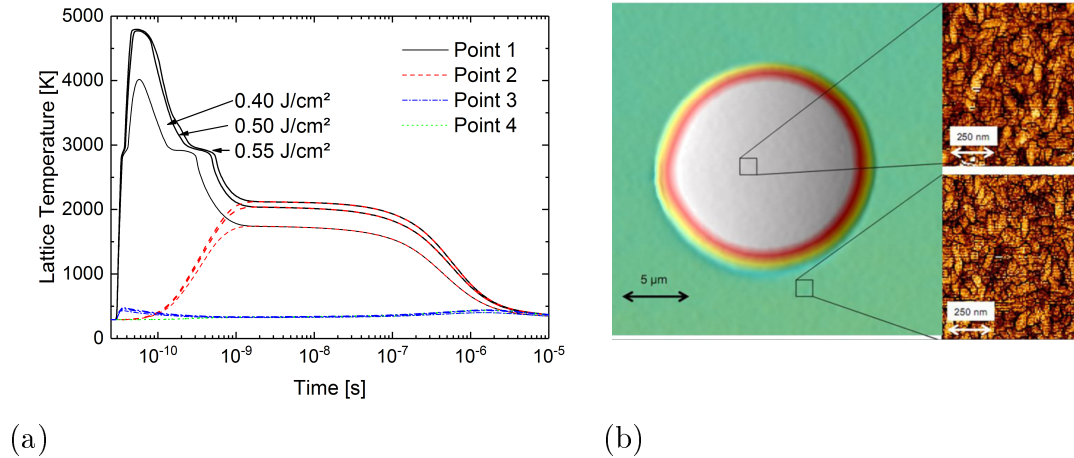 (a)
Lattice Temperature [K]
5000
4000
3000
2000
1000
0
10⁻¹⁰
10⁻⁹
10⁻⁸
10⁻⁷
10⁻⁶
10⁻⁵
Time [s]
Point 1
Point 2
Point 3
Point 4
0.40 J/cm²
0.50 J/cm²
0.55 J/cm²
(b)
5 µm
250 nm
250 nm